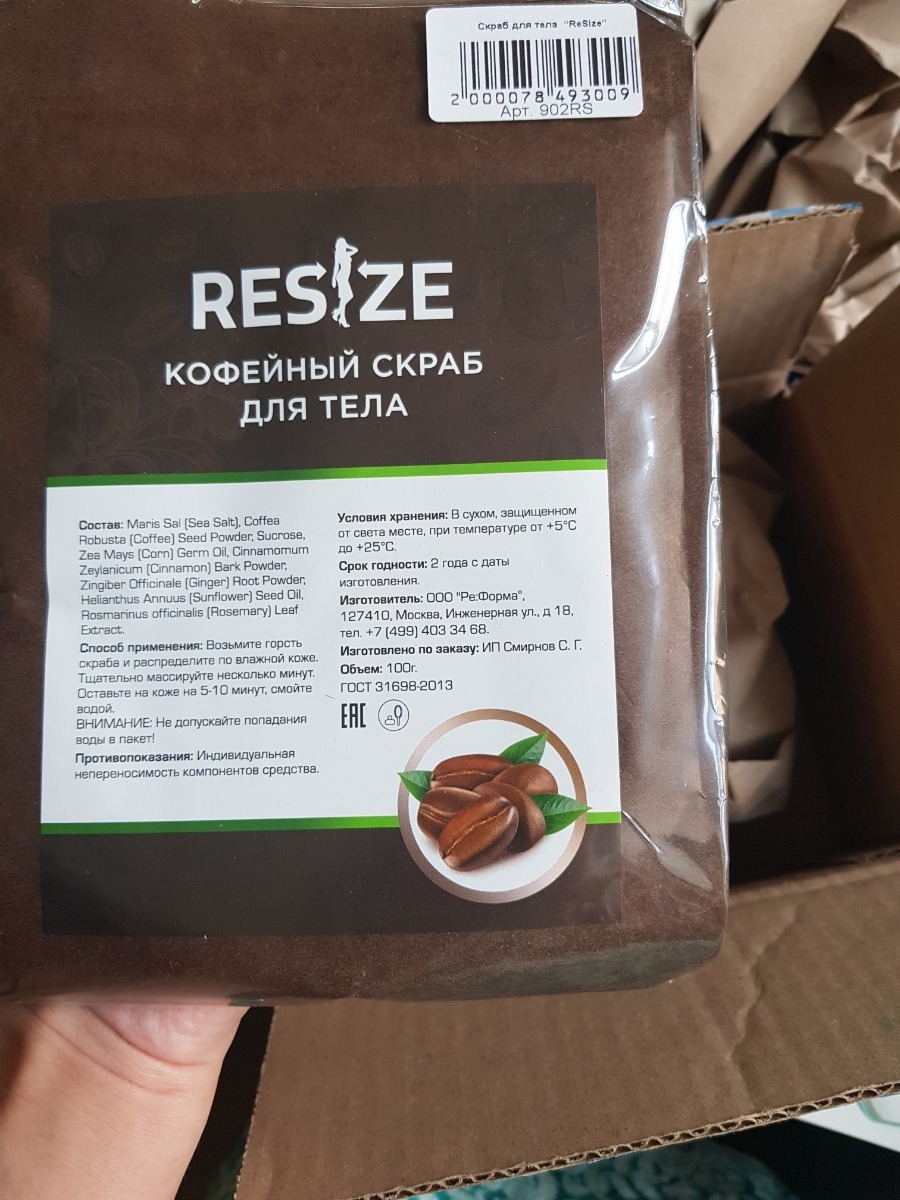 Скраб для тела "ReSize"
2 000078 493009
Арт. 902RS
RESIZE
КОФЕЙНЫЙ СКРАБ
ДЛЯ ТЕЛА
Состав: Maris Sal (Sea Salt), Coffea
Robusta (Coffee) Seed Powder, Sucrose,
Zea Mays (Corn) Germ Oil, Cinnamomum
Zeylanicum (Cinnamon) Bark Powder,
Zingiber Officinale (Ginger) Root Powder,
Helianthus Annuus (Sunflower) Seed Oil,
Rosmarinus officinalis (Rosemary) Leaf
Extract.
Способ применения: Возьмите горсть
скраба и распределите по влажной коже.
Тщательно массируйте несколько минут.
Оставьте на коже на 5-10 минут, смойте
водой.
ВНИМАНИЕ: Не допускайте попадания
воды в пакет!
Противопоказания: Индивидуальная
непереносимость компонентов средства.
Условия хранения: В сухом, защищенном
от света месте, при температуре от +5°С
до +25°С.
Срок годности: 2 года с даты
изготовления.
Изготовитель: ООО "Ре:Форма",
127410, Москва, Инженерная ул., д 18,
тел. +7 (499) 403 34 68.
Изготовлено по заказу: ИП Смирнов С. Г.
Объем: 100г.
ГОСТ 31698-2013
EAC